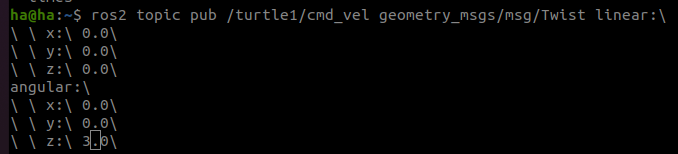 ha@ha:~$ ros2 topic pub /turtle1/cmd_vel geometry_msgs/msg/Twist linear:\
\ \ x:\ 0.0\
\ \ y:\ 0.0\
\ \ z:\ 0.0\
angular:\
\ \ x:\ 0.0\
\ \ y:\ 0.0\
\ \ z:\ 3.0\